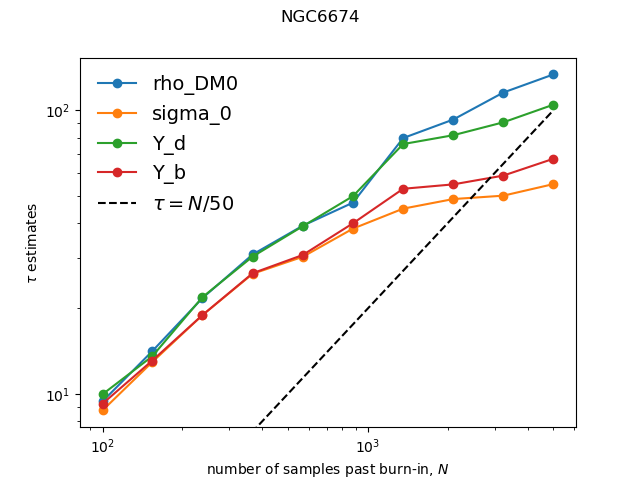 NGC6674
rho_DM0
sigma_0
Y_d
Y_b
τ = N/50
10²
10¹
τ estimates
10² 10³
number of samples past burn-in, N